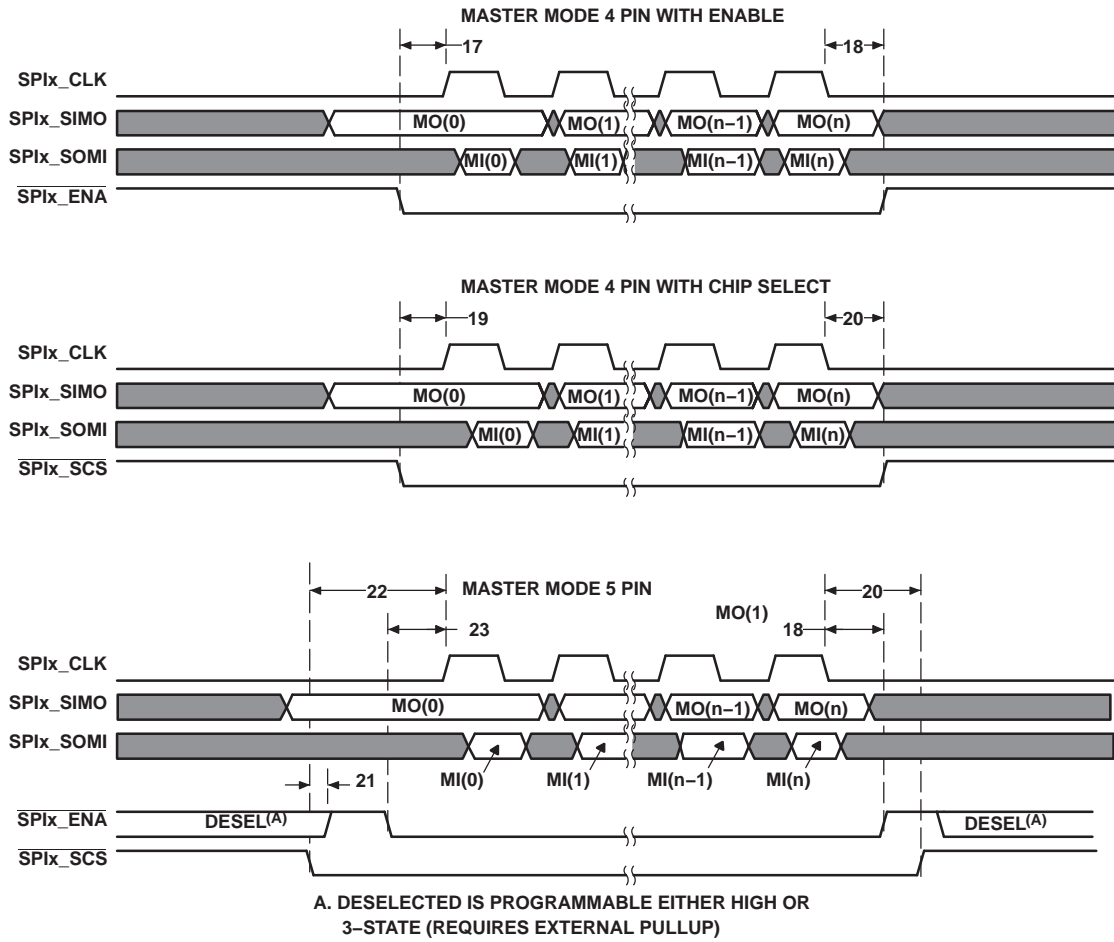 MASTER MODE 4 PIN WITH ENABLE
17
18
SPIx_CLK
SPIx_SIMO
MO(0)
MO(1)
MO(n−1)
MO(n)
SPIx_SOMI
MI(0)
MI(1)
MI(n−1)
MI(n)
SPIx_ENA
MASTER MODE 4 PIN WITH CHIP SELECT
19
20
SPIx_CLK
SPIx_SIMO
MO(0)
MO(1)
MO(n−1)
MO(n)
SPIx_SOMI
MI(0)
MI(1)
MI(n−1)
MI(n)
SPIx_SCS
22
MASTER MODE 5 PIN
20
MO(1)
23
18
SPIx_CLK
SPIx_SIMO
MO(0)
MO(n−1)
MO(n)
SPIx_SOMI
21
MI(0)
MI(1)
MI(n−1)
MI(n)
SPIx_ENA
DESEL(A)
DESEL(A)
SPIx_SCS
A. DESELECTED IS PROGRAMMABLE EITHER HIGH OR
3−STATE (REQUIRES EXTERNAL PULLUP)